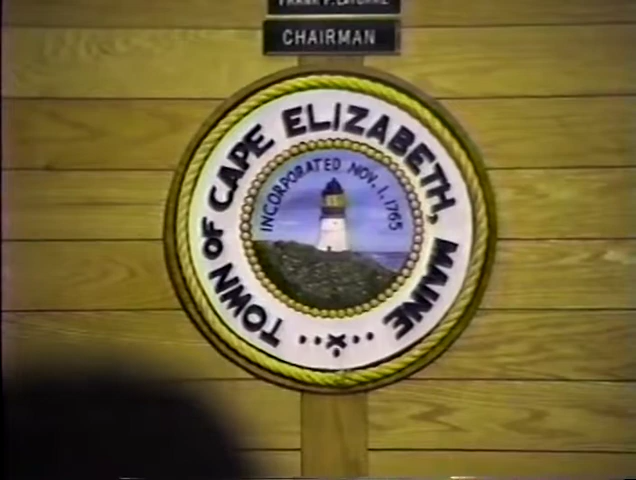 CHAIRMAN
TOWN OF CAPE ELIZABETH, MAINE
INCORPORATED NOV. 1, 1765